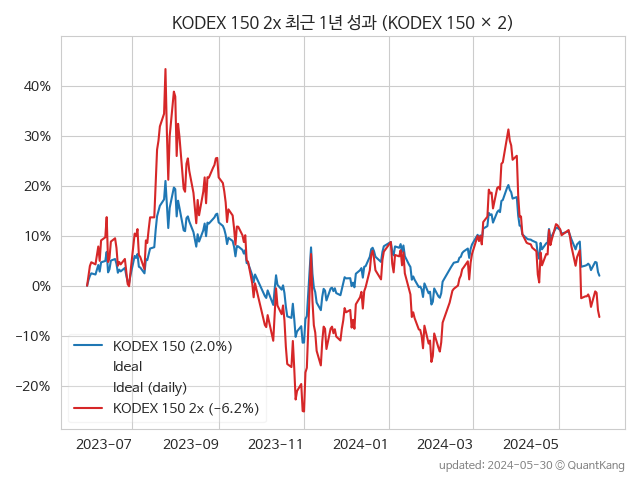 KODEX 150 2x 최근 1년 성과 (KODEX 150 × 2)
40%
30%
20%
10%
0%
−10%
−20%
KODEX 150 (2.0%)
Ideal
Ideal (daily)
KODEX 150 2x (−6.2%)
2023-07 2023-09 2023-11 2024-01 2024-03 2024-05
updated: 2024-05-30 © QuantKang